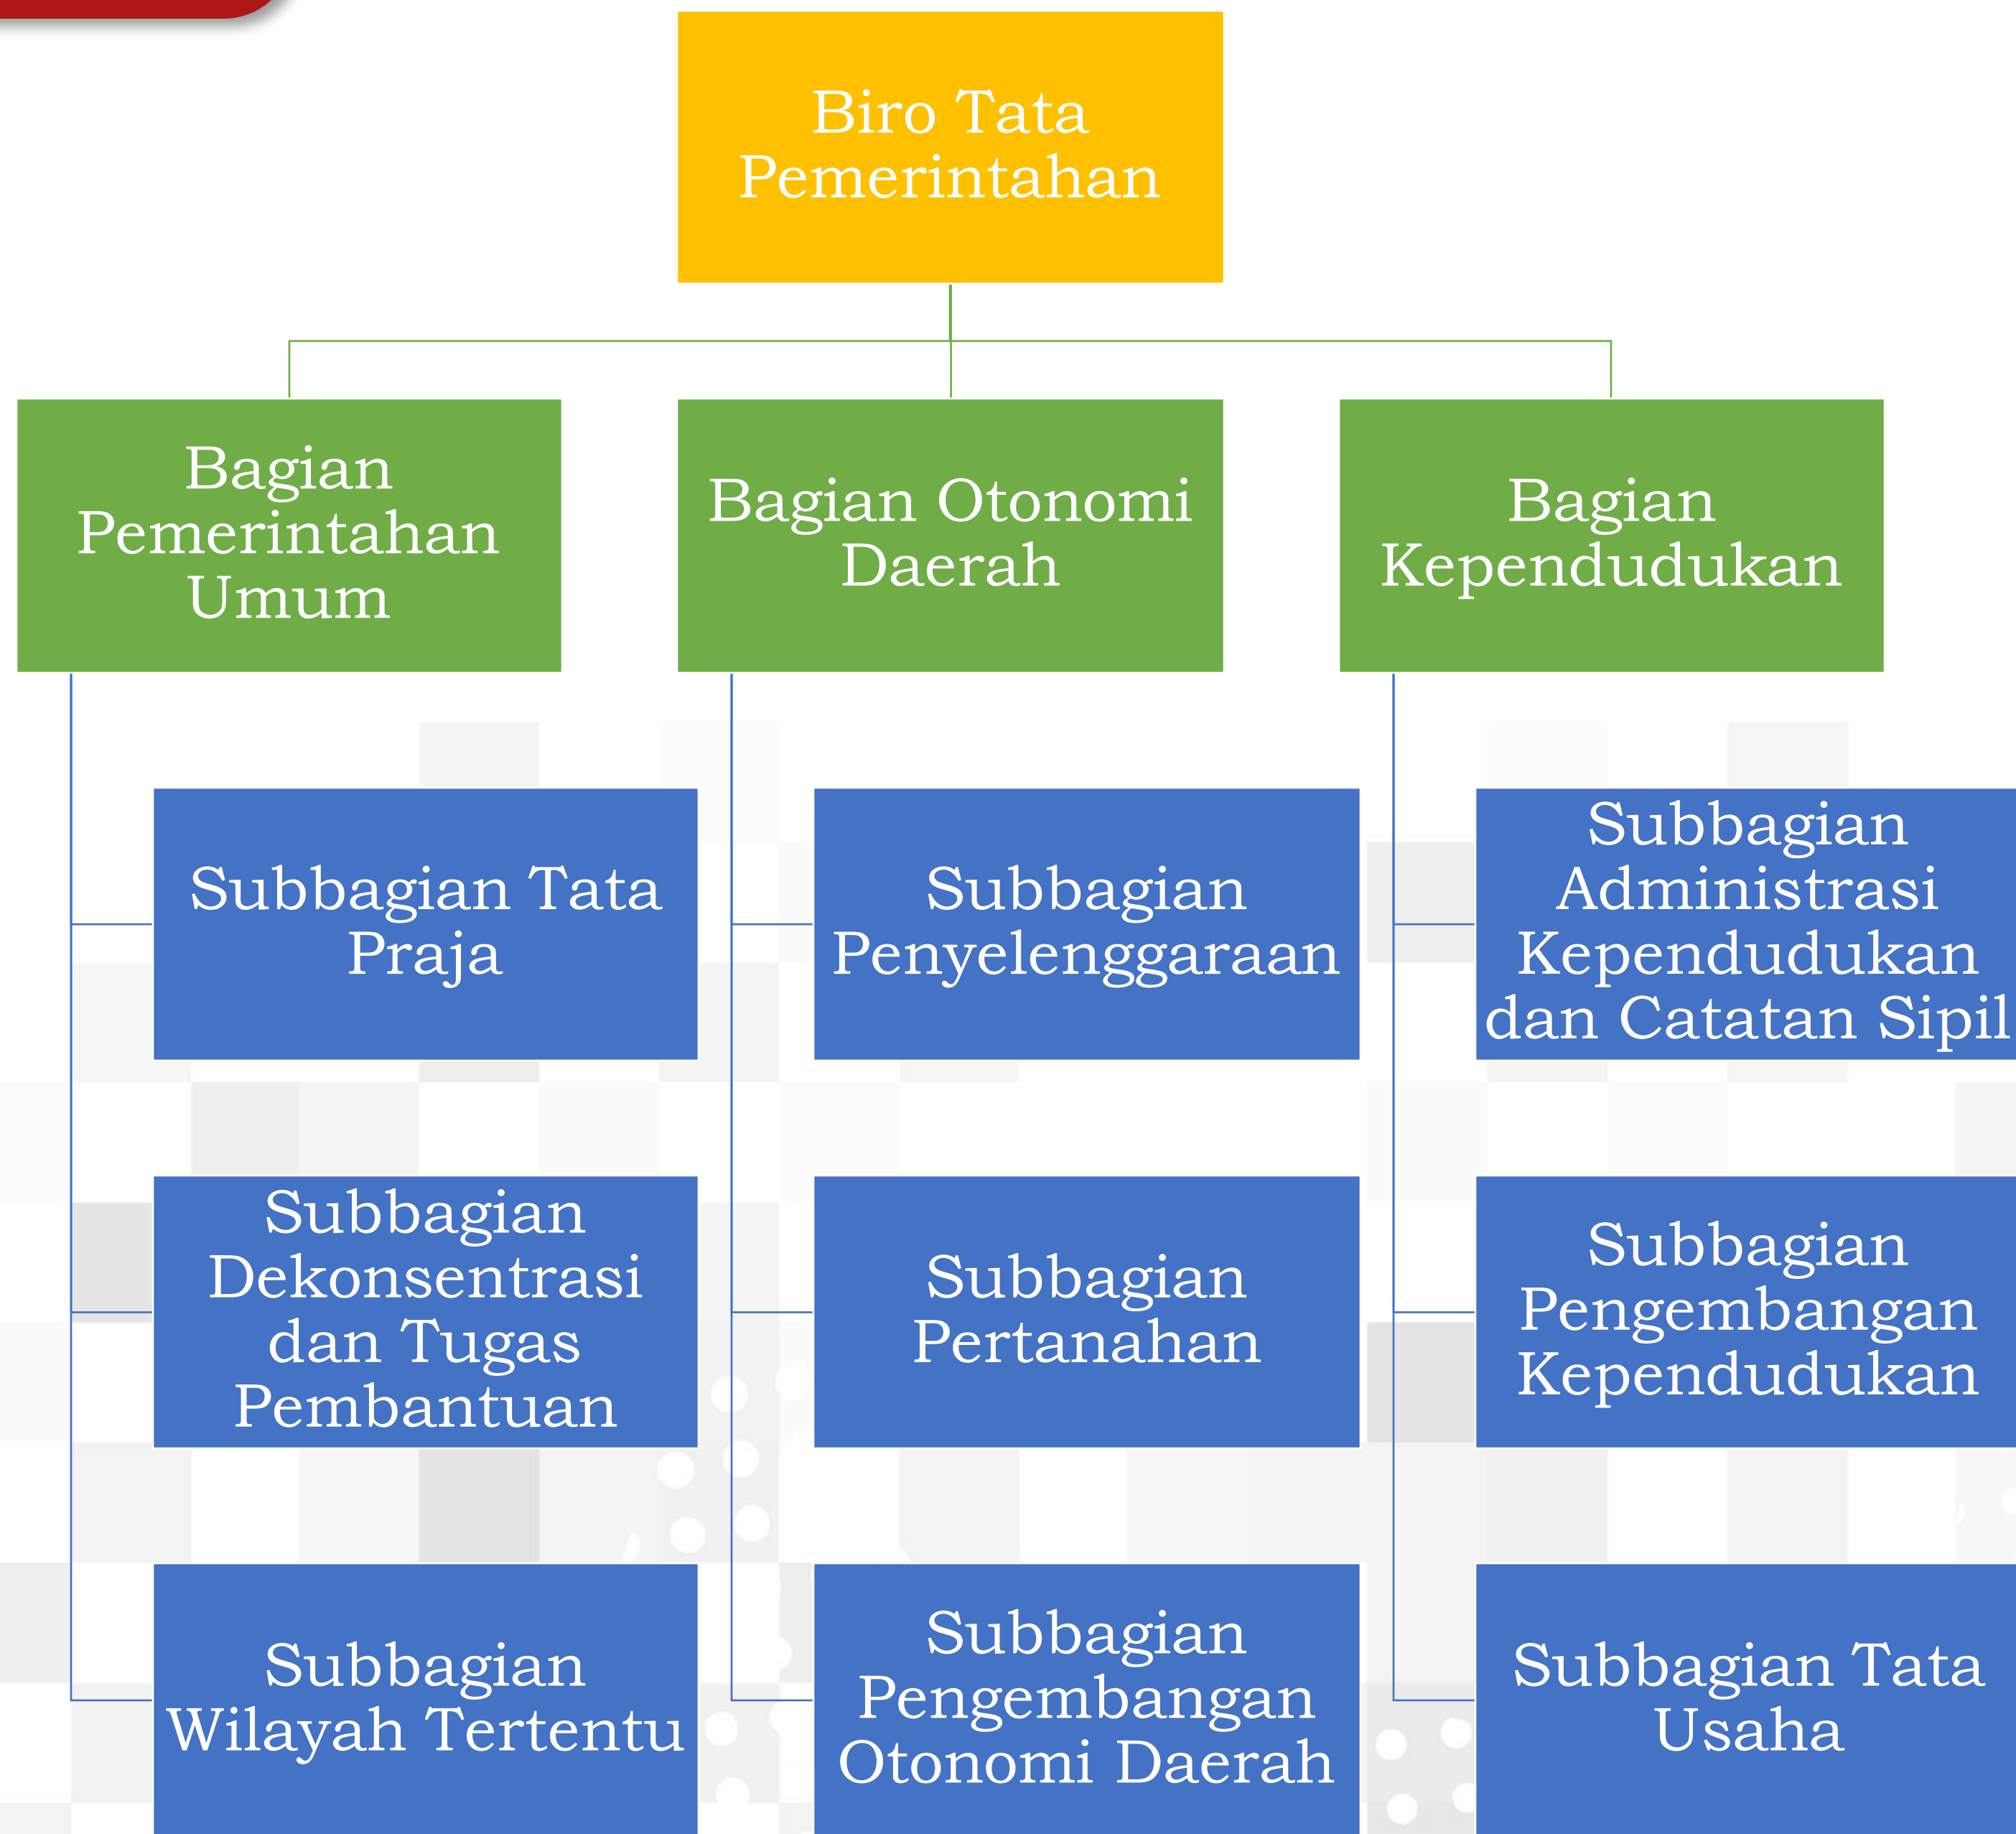 Biro Tata
Pemerintahan
Bagian
Pemerintahan
Umum
Bagian Otonomi
Daerah
Bagian
Kependudukan
Subbagian Tata
Praja
Subbagian
Penyelenggaraan
Subbagian
Administrasi
Kependudukan
dan Catatan Sipil
Subbagian
Dekonsentrasi
dan Tugas
Pembantuan
Subbagian
Pertanahan
Subbagian
Pengembangan
Kependudukan
Subbagian
Wilayah Tertentu
Subbagian
Pengembangan
Otonomi Daerah
Subbagian Tata
Usaha